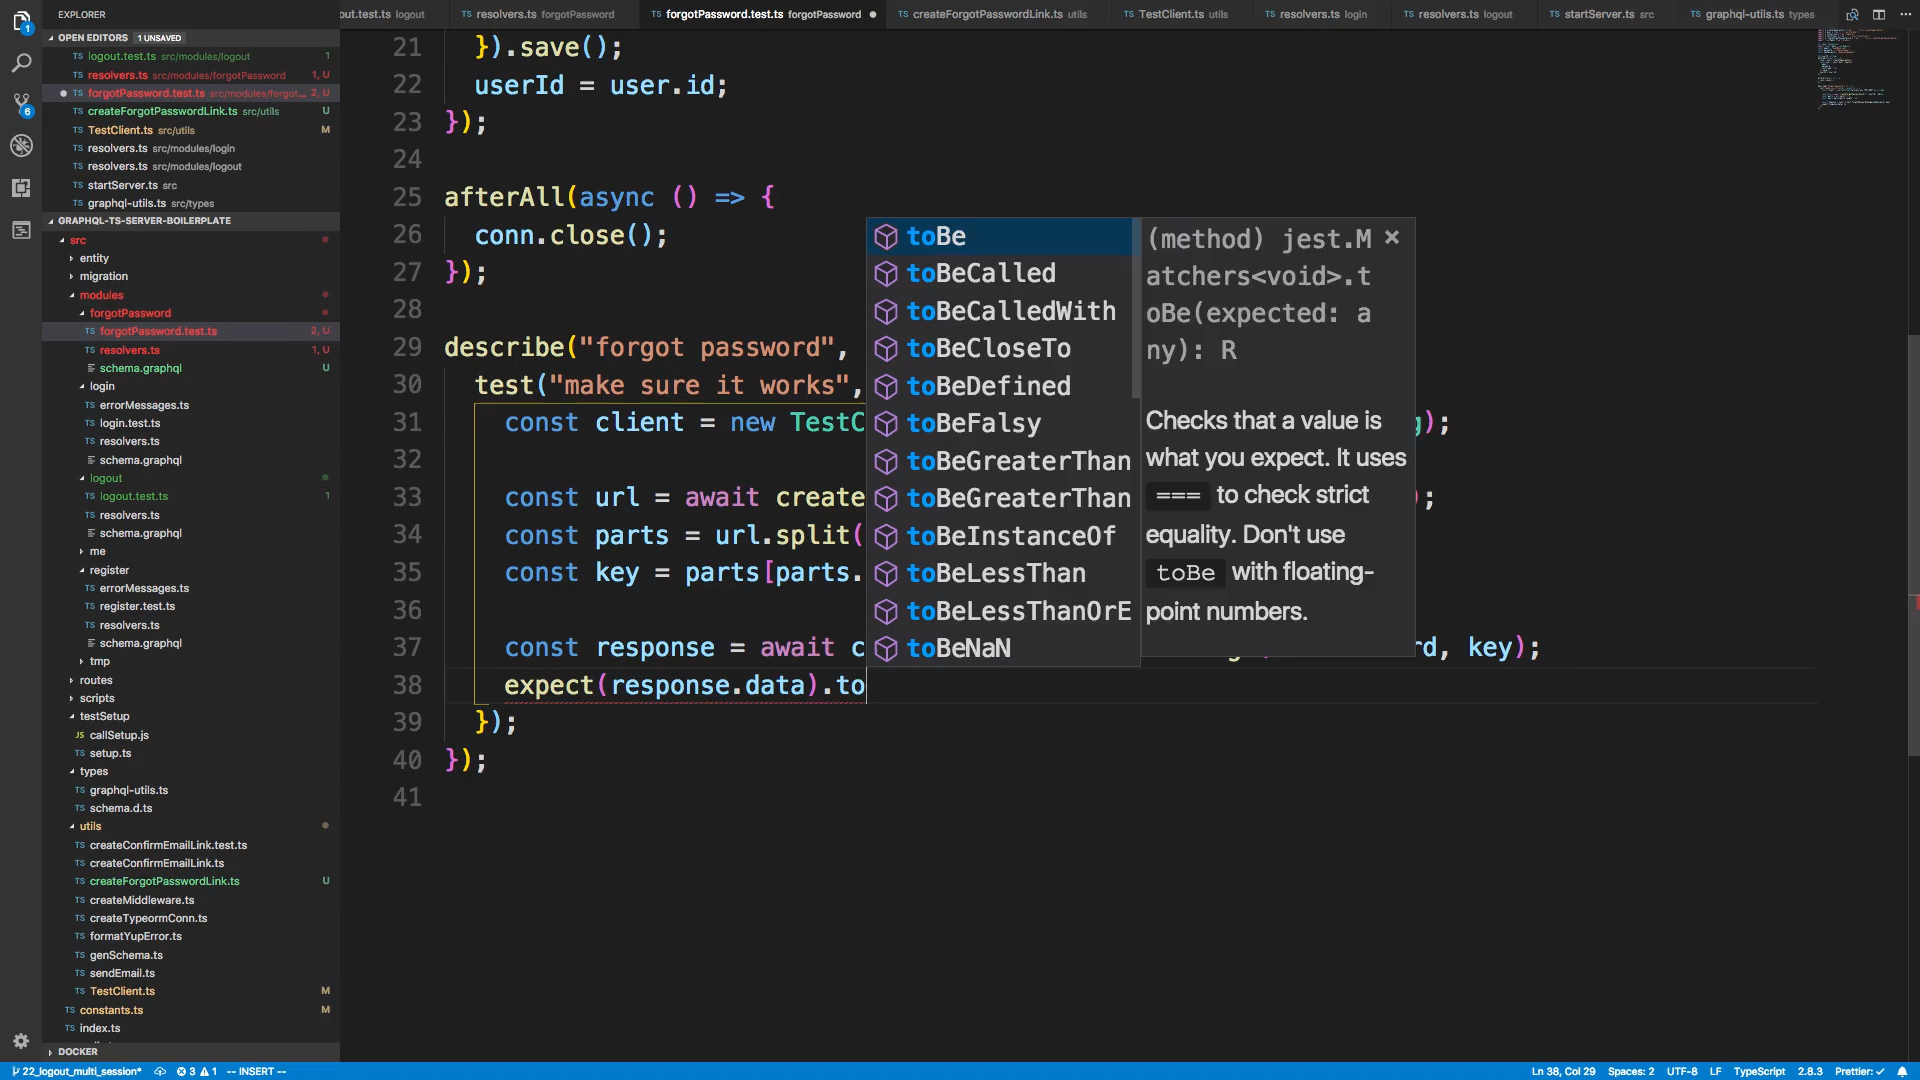 EXPLORER
OPEN EDITORS 1 UNSAVED
TS logout.test.ts src/modules/logout 1
TS resolvers.ts src/modules/forgotPassword 1, U
TS forgotPassword.test.ts src/modules/forgot... 2, U
TS createForgotPasswordLink.ts src/utils U
TS TestClient.ts src/utils M
TS resolvers.ts src/modules/login
TS resolvers.ts src/modules/logout
TS startServer.ts src
TS graphql-utils.ts src/types
GRAPHQL-TS-SERVER-BOILERPLATE
src
entity
migration
modules
forgotPassword
TS forgotPassword.test.ts 2, U
TS resolvers.ts 1, U
schema.graphql U
login
TS errorMessages.ts
TS login.test.ts
TS resolvers.ts
schema.graphql
logout
TS logout.test.ts 1
TS resolvers.ts
schema.graphql
me
register
TS errorMessages.ts
TS register.test.ts
TS resolvers.ts
schema.graphql
tmp
routes
scripts
testSetup
JS callSetup.js
TS setup.ts
types
TS graphql-utils.ts
TS schema.d.ts
utils
TS createConfirmEmailLink.test.ts
TS createConfirmEmailLink.ts
TS createForgotPasswordLink.ts U
TS createMiddleware.ts
TS createTypeormConn.ts
TS formatYupError.ts
TS genSchema.ts
TS sendEmail.ts
TS TestClient.ts M
TS constants.ts M
TS index.ts
DOCKER
out.test.ts logout TS resolvers.ts forgotPassword TS forgotPassword.test.ts forgotPassword TS createForgotPasswordLink.ts utils TS TestClient.ts utils TS resolvers.ts login TS resolvers.ts logout TS startServer.ts src TS graphql-utils.ts types
21 }).save();
22 userId = user.id;
23 });
24
25 afterAll(async () => {
26 conn.close();
27 });
28
29 describe("forgot password",
30 test("make sure it works",
31 const client = new TestC g);
32
33 const url = await create );
34 const parts = url.split(
35 const key = parts[parts.
36
37 const response = await c rd, key);
38 expect(response.data).to
39 });
40 });
41
toBe
toBeCalled
toBeCalledWith
toBeCloseTo
toBeDefined
toBeFalsy
toBeGreaterThan
toBeGreaterThan
toBeInstanceOf
toBeLessThan
toBeLessThanOrE
toBeNaN
(method) jest.M
atchers<void>.t
oBe(expected: a
ny): R
Checks that a value is
what you expect. It uses
=== to check strict
equality. Don't use
toBe with floating-
point numbers.
1
6
22_logout_multi_session* 3 1 -- INSERT -- Ln 38, Col 29 Spaces: 2 UTF-8 LF TypeScript 2.8.3 Prettier: ✓